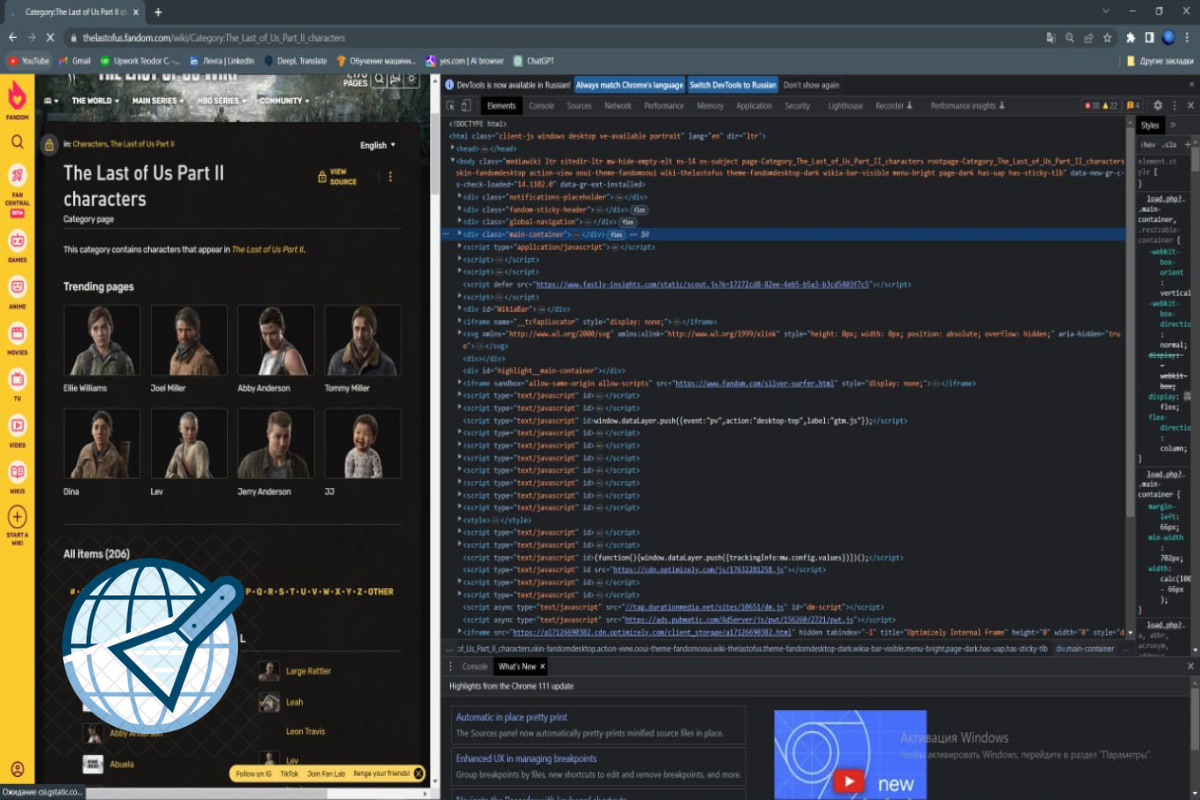 Category:The Last of Us Part II c
thelastofus.fandom.com/wiki/Category:The_Last_of_Us_Part_II_characters
YouTube
Gmail
Upwork Teodor C. -...
Лента | LinkedIn
DeepL Translate
Обучение машинн...
yes.com | AI browser
ChatGPT
Другие закладки
FANDOM
FAN CENTRAL
BETA
GAMES
ANIME
MOVIES
TV
VIDEO
WIKIS
START A WIKI
THE LAST OF US WIKI
PAGES
THE WORLD
MAIN SERIES
HBO SERIES
COMMUNITY
in: Characters, The Last of Us Part II
English
The Last of Us Part II
characters
VIEW
SOURCE
Category page
This category contains characters that appear in The Last of Us Part II.
Trending pages
Ellie Williams
Joel Miller
Abby Anderson
Tommy Miller
Dina
Lev
Jerry Anderson
JJ
All items (206)
P · Q · R · S · T · U · V · W · X · Y · Z · OTHER
L
Large Rattler
Leah
Leon Travis
Lev
Abby Anderson
Abuela
Follow on IG
TikTok
Join Fan Lab
Ожидание csi.gstatic.co...
DevTools is now available in Russian!
Always match Chrome's language
Switch DevTools to Russian
Don't show again
Elements
Console
Sources
Network
Performance
Memory
Application
Security
Lighthouse
Recorder
Performance insights
38
22
4
<!DOCTYPE html>
<html class="client-js windows desktop ve-available portrait" lang="en" dir="ltr">
<head>⋯</head>
<body class="mediawiki ltr sitedir-ltr mw-hide-empty-elt ns-14 ns-subject page-Category_The_Last_of_Us_Part_II_characters rootpage-Category_The_Last_of_Us_Part_II_characters
skin-fandomdesktop action-view ooui-theme-fandomooui wiki-thelastofus theme-fandomdesktop-dark wikia-bar-visible menu-bright page-dark has-uap has-sticky-tlb" data-new-gr-c-
s-check-loaded="14.1102.0" data-gr-ext-installed>
<div class="notifications-placeholder">⋯</div>
<div class="fandom-sticky-header">⋯</div> flex
<div class="global-navigation">⋯</div> flex
<div class="main-container">⋯</div> flex == $0
<script type="application/javascript">⋯</script>
<script>⋯</script>
<script>⋯</script>
<script defer src="https://www.fastly-insights.com/static/scout.js?k=17272cd8-82ee-4eb5-b5a3-b3cd5403f7c5"></script>
<script>⋯</script>
<div id="WikiaBar">⋯</div>
<iframe name="__tcfapiLocator" style="display: none;">⋯</iframe>
<svg xmlns="http://www.w3.org/2000/svg" xmlns:xlink="http://www.w3.org/1999/xlink" style="height: 0px; width: 0px; position: absolute; overflow: hidden;" aria-hidden="tru
e">⋯</svg>
<div></div>
<div id="highlight__main-container"></div>
<iframe sandbox="allow-same-origin allow-scripts" src="https://www.fandom.com/silver-surfer.html" style="display: none;">⋯</iframe>
<script type="text/javascript" id>⋯</script>
<script type="text/javascript" id>⋯</script>
<script type="text/javascript" id>window.dataLayer.push({event:"pv",action:"desktop-top",label:"gtm.js"});</script>
<script type="text/javascript" id>⋯</script>
<script type="text/javascript" id>⋯</script>
<script type="text/javascript" id>⋯</script>
<script type="text/javascript" id>⋯</script>
<script type="text/javascript" id>⋯</script>
<script type="text/javascript" id>⋯</script>
<script type="text/javascript" id>⋯</script>
<style>⋯</style>
<script type="text/javascript" id>⋯</script>
<script type="text/javascript" id>⋯</script>
<script type="text/javascript" id>(function(){window.dataLayer.push({trackingInfo:mw.config.values})})();</script>
<script type="text/javascript" id src="https://cdn.optimizely.com/js/17632281258.js"></script>
<script type="text/javascript" id>⋯</script>
<script type="text/javascript" id>⋯</script>
<script async type="text/javascript" src="//tag.durationmedia.net/sites/10651/dm.js" id="dm-script"></script>
<script async type="text/javascript" src="https://ads.pubmatic.com/AdServer/js/pwt/156260/2721/pwt.js"></script>
<iframe src="https://a17126690382.cdn.optimizely.com/client_storage/a17126690382.html" hidden tabindex="-1" title="Optimizely Internal Frame" height="0" width="0" style="d
of_Us_Part_II_characters.skin-fandomdesktop.action-view.ooui-theme-fandomooui.wiki-thelastofus.theme-fandomdesktop-dark.wikia-bar-visible.menu-bright.page-dark.has-uap.has-sticky-tlb
div.main-container
Styles
:hov .cls
element.st
yle {
}
load.php?…
.main-
container,
.resizable-
container {
-webkit-
box-
orient
:
vertical
-webkit-
box-
directio
:
normal;
display:
-
webkit-
box;
display:
flex;
flex-
directio
:
column;
}
load.php?…
.main-
container {
margin-
left:
66px;
min-width
:
702px;
width:
calc(100
- 66px
);
}
load.php?…
a, abbr,
acronym,
Console
What's New
Highlights from the Chrome 111 update
Automatic in place pretty print
The Sources panel now automatically pretty-prints minified source files in place.
Enhanced UX in managing breakpoints
Group breakpoints by files, new shortcuts to edit and remove breakpoints, and more.
new
Активация Windows
Чтобы активировать Windows, перейдите в раздел "Параметры".